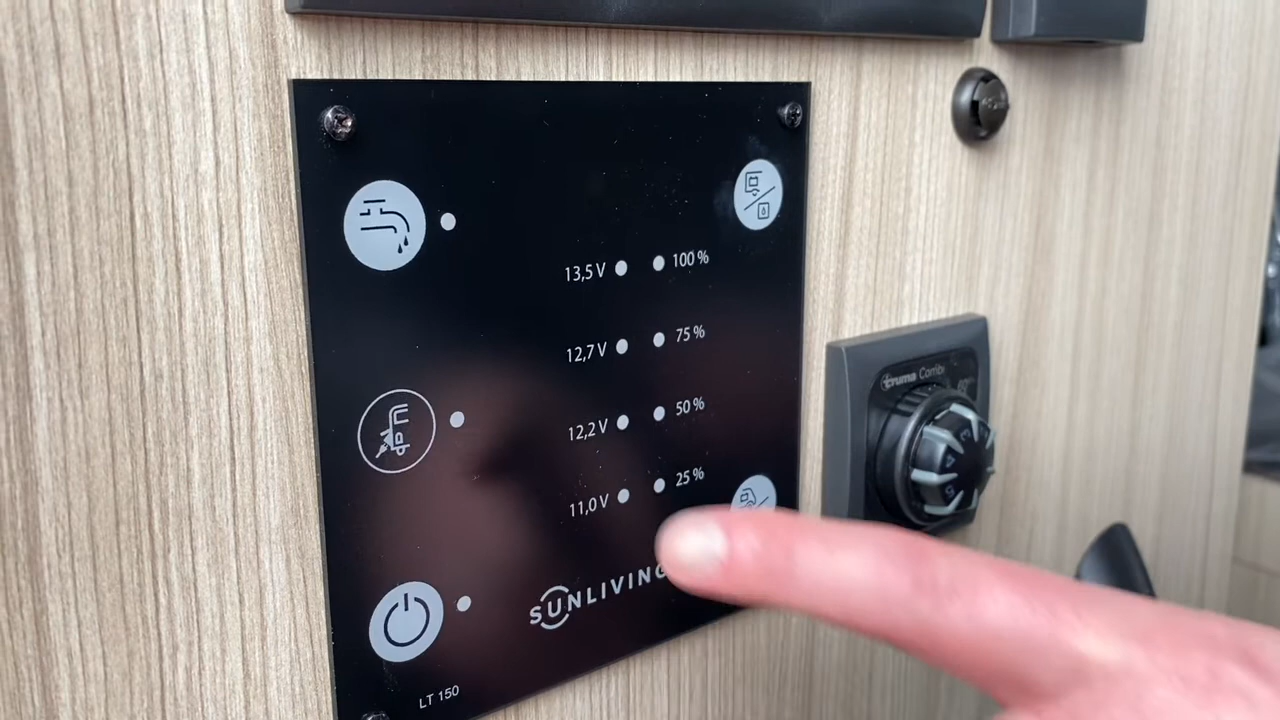 13,5 V 100 %
12,7 V 75 %
12,2 V 50 %
11,0 V 25 %
SUNLIVING
LT 150
truma Combi